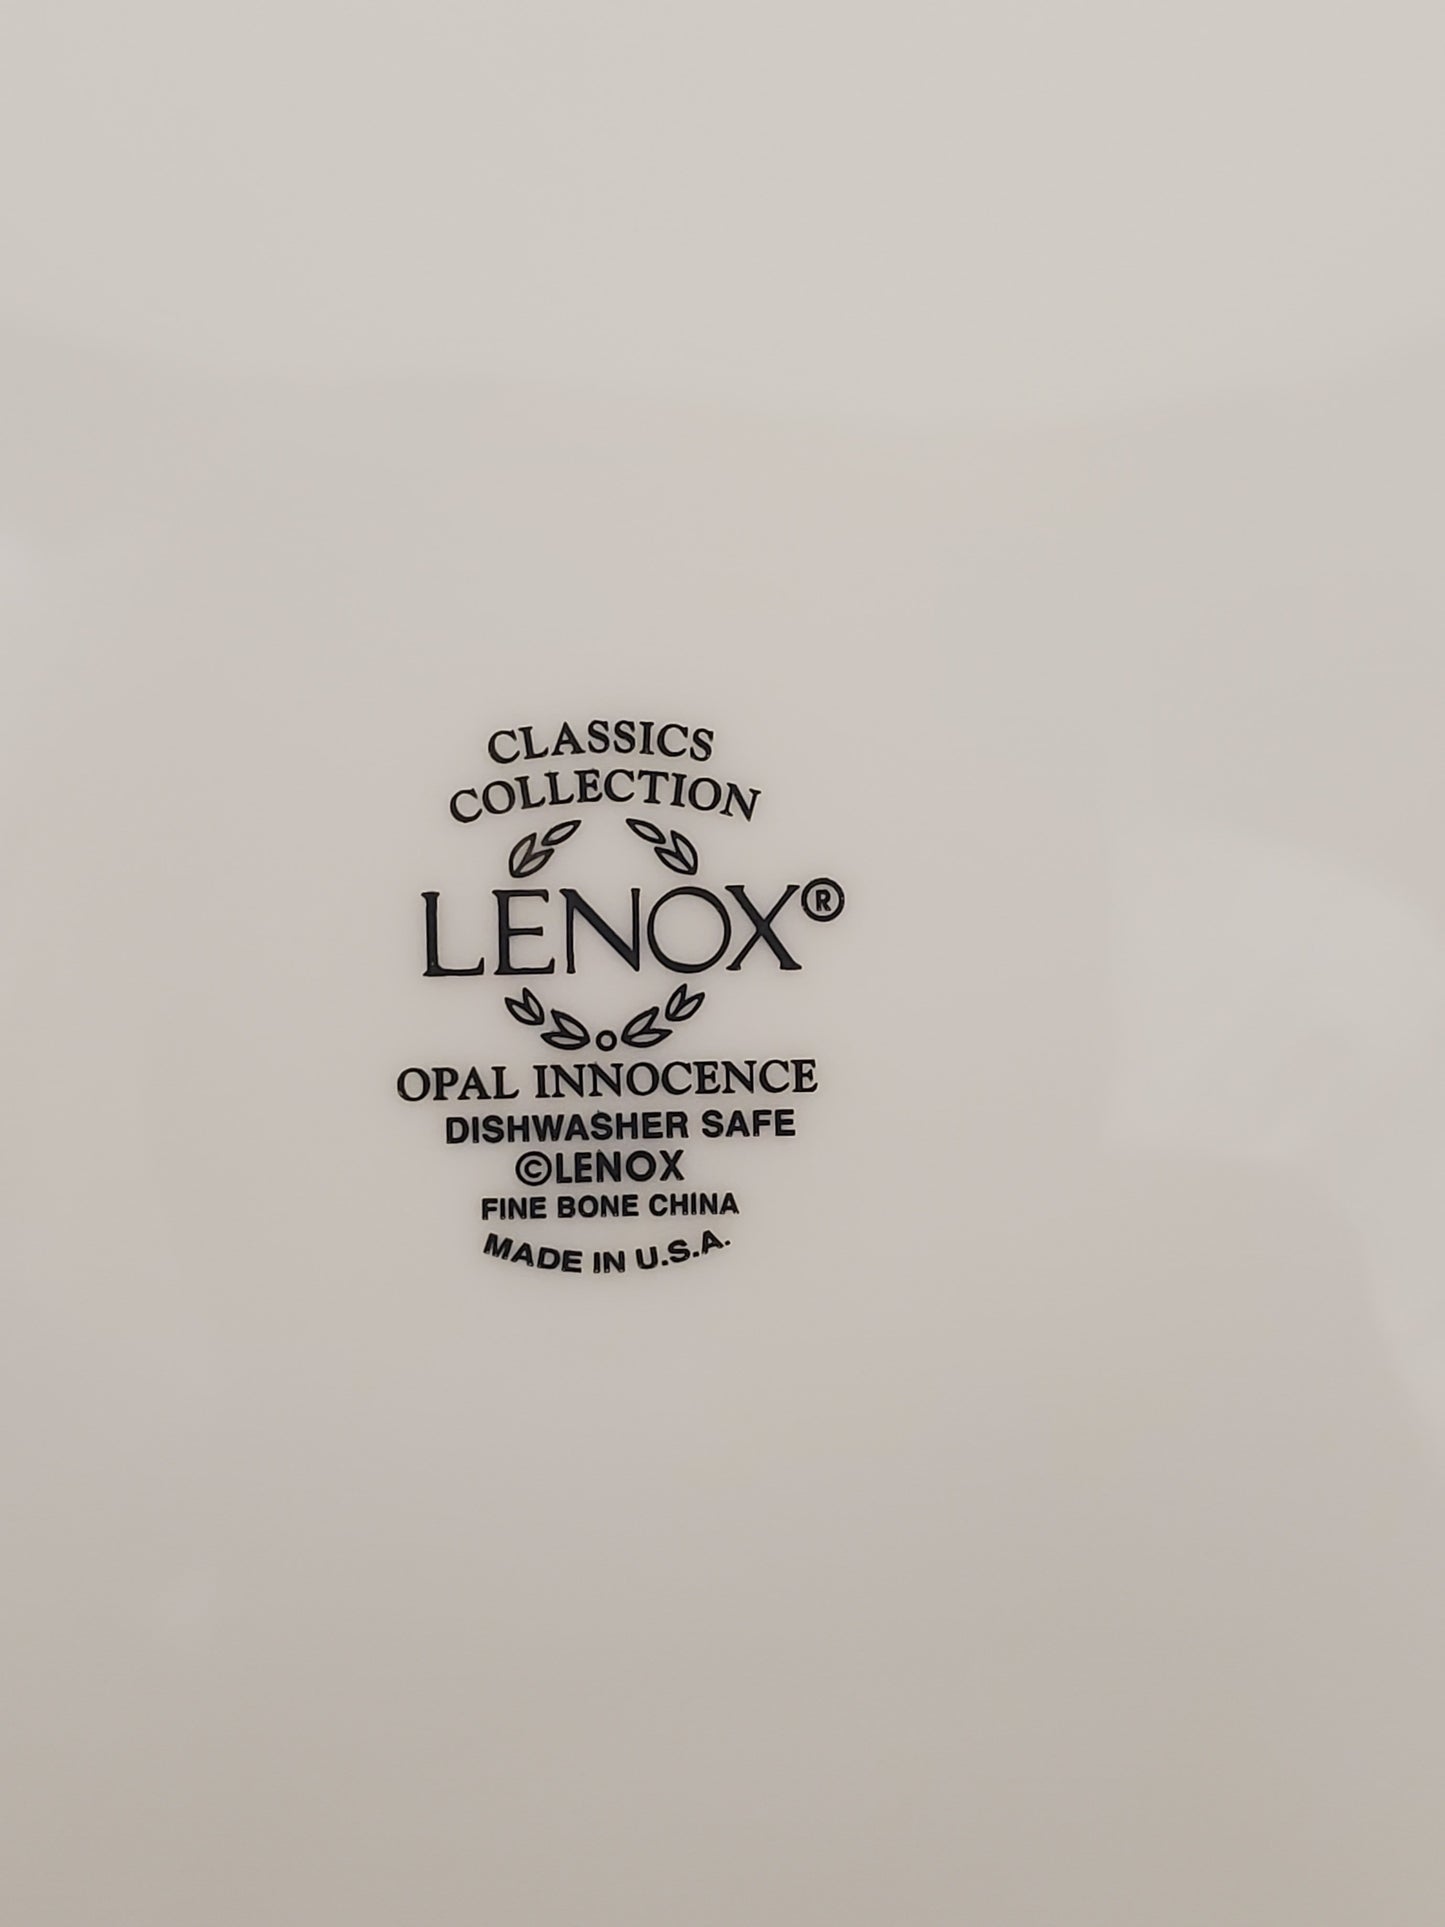 CLASSICS
COLLECTION
LENOX®
OPAL INNOCENCE
DISHWASHER SAFE
©LENOX
FINE BONE CHINA
MADE IN U.S.A.